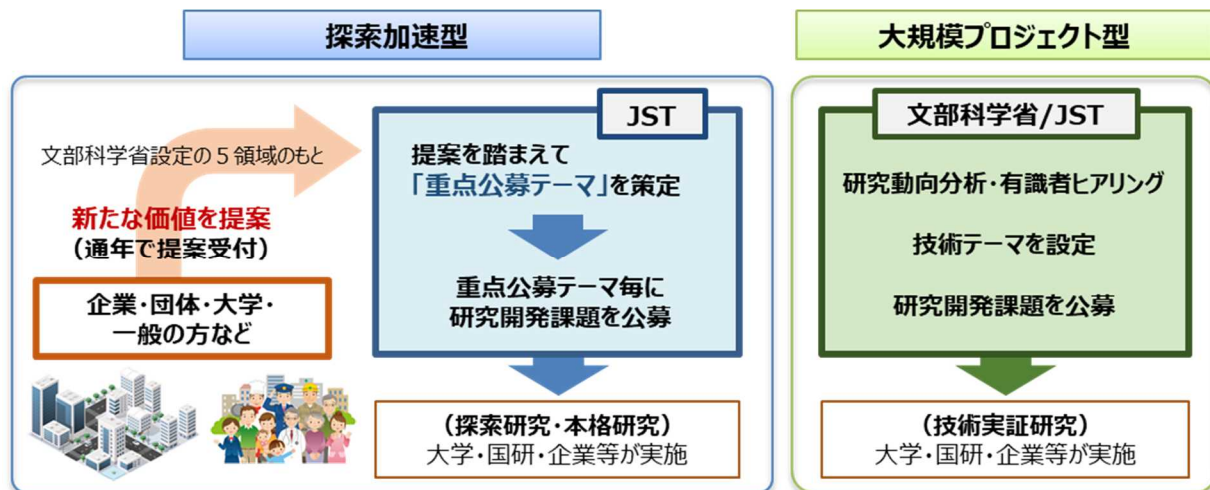 探索加速型
文部科学省設定の5領域のもと
新たな価値を提案
(通年で提案受付)
企業・団体・大学・
一般の方など
JST
提案を踏まえて
「重点公募テーマ」を策定
重点公募テーマ毎に
研究開発課題を公募
(探索研究・本格研究)
大学・国研・企業等が実施
大規模プロジェクト型
文部科学省/JST
研究動向分析・有識者ヒアリング
技術テーマを設定
研究開発課題を公募
(技術実証研究)
大学・国研・企業等が実施